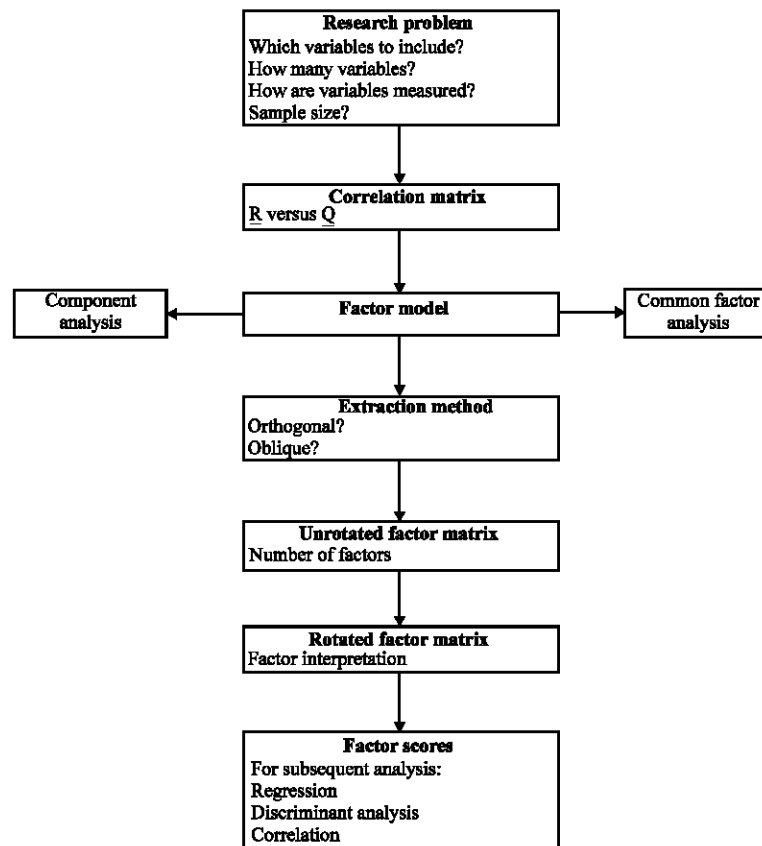 Research problem
Which variables to include?
How many variables?
How are variables measured?
Sample size?
Correlation matrix
R versus Q
Component
analysis
Factor model
Common factor
analysis
Extraction method
Orthogonal?
Oblique?
Unrotated factor matrix
Number of factors
Rotated factor matrix
Factor interpretation
Factor scores
For subsequent analysis:
Regression
Discriminant analysis
Correlation